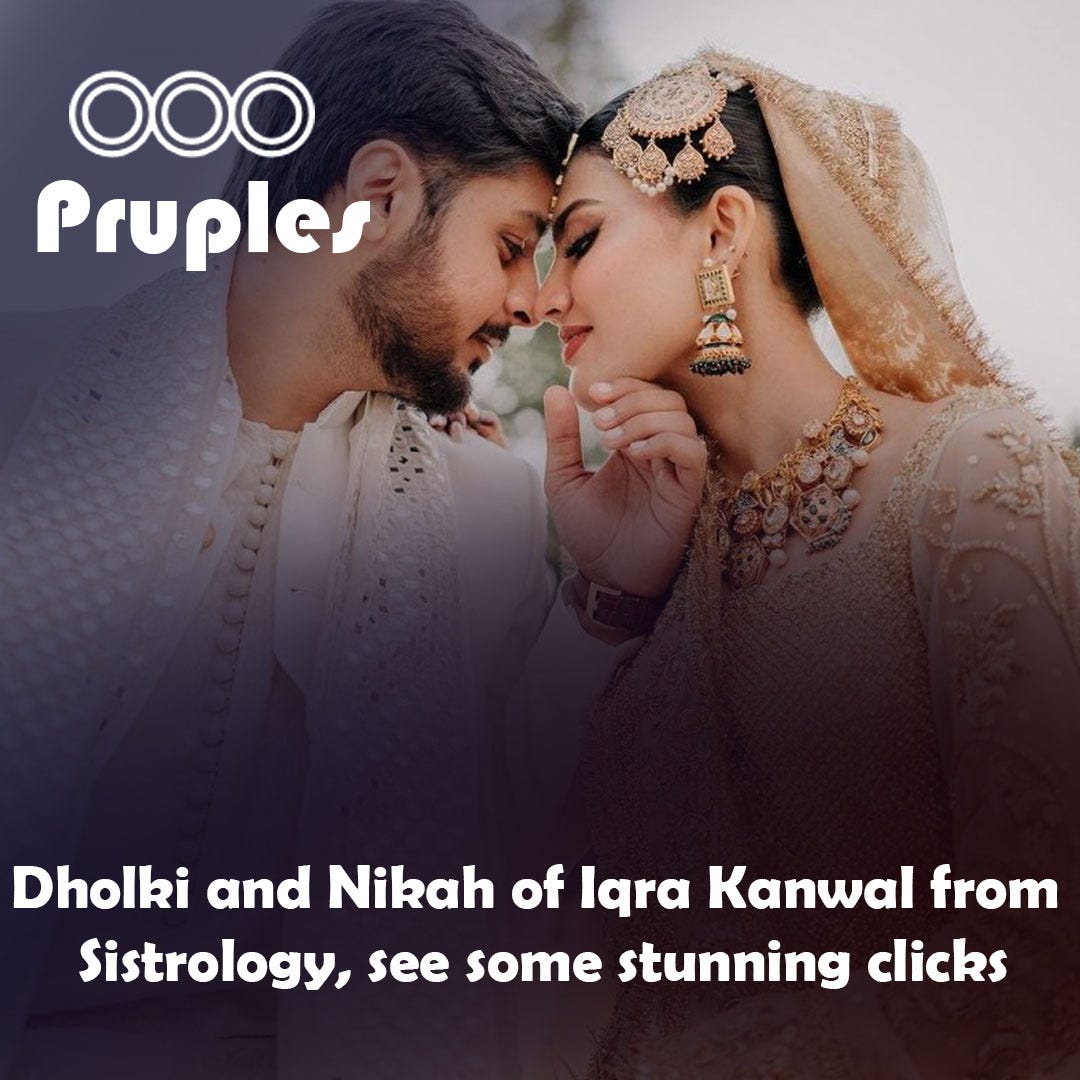 Pruples
Dholki and Nikah of Iqra Kanwal from
Sistrology, see some stunning clicks